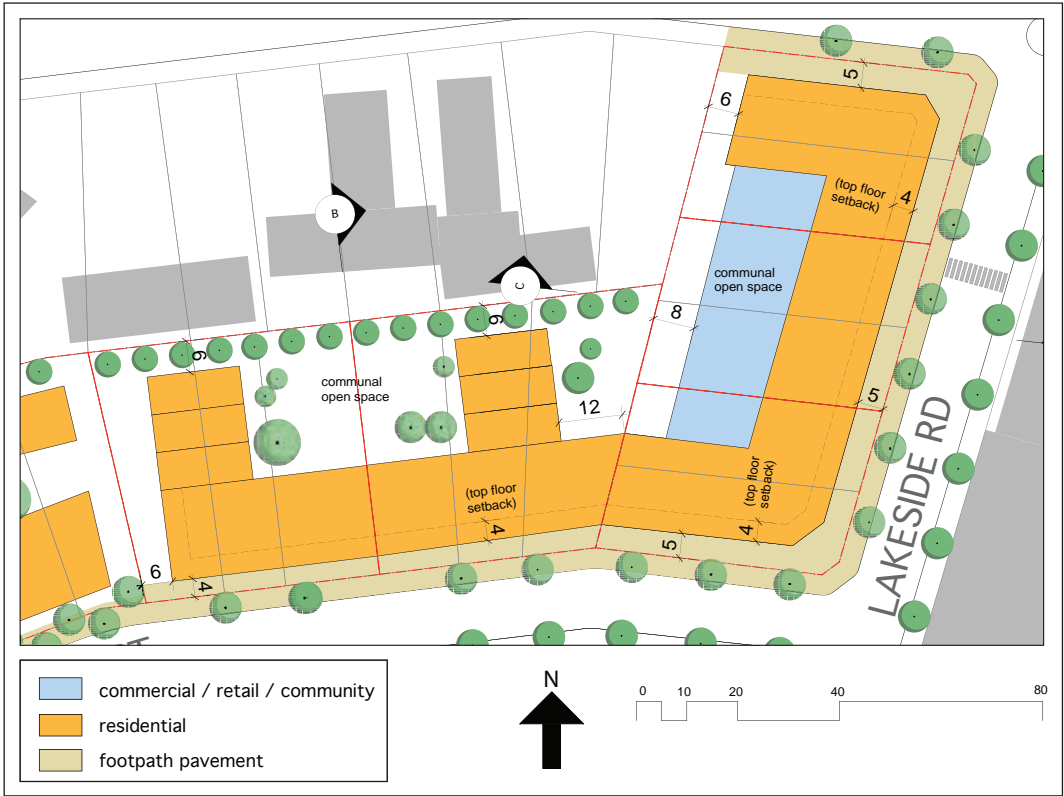 5
6
(top floor
setback)
4
B
C
communal
open space
6
8
6
communal
open space
12
5
LAKESIDE RD
(top floor
setback)
4
(top floor
setback)
4
5
6
4
commercial / retail / community
residential
footpath pavement
N
0 10 20 40 80